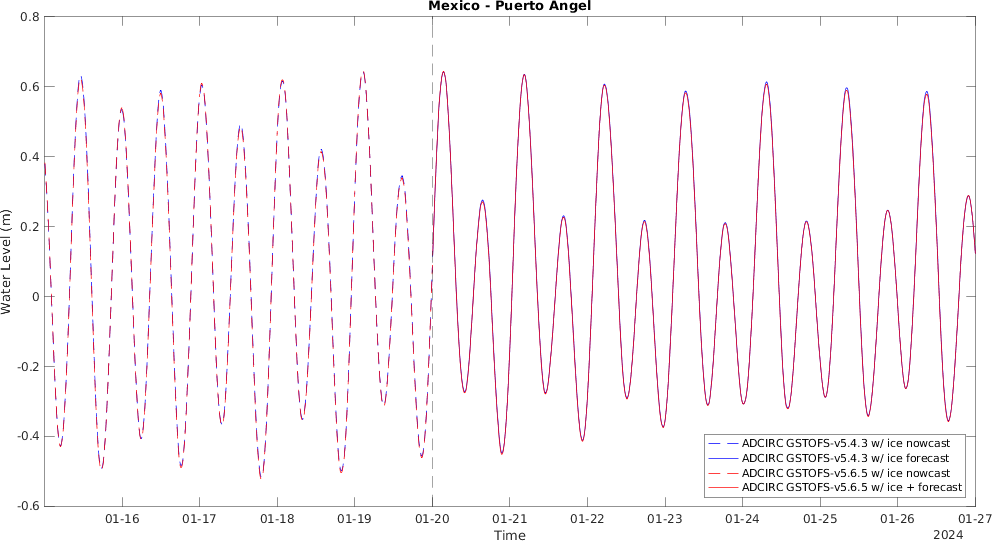 Mexico - Puerto Angel
0.8
0.6
0.4
0.2
0
-0.2
-0.4
-0.6
Water Level (m)
ADCIRC GSTOFS-v5.4.3 w/ ice nowcast
ADCIRC GSTOFS-v5.4.3 w/ ice forecast
ADCIRC GSTOFS-v5.6.5 w/ ice nowcast
ADCIRC GSTOFS-v5.6.5 w/ ice + forecast
01-16 01-17 01-18 01-19 01-20 01-21 01-22 01-23 01-24 01-25 01-26 01-27
Time
2024